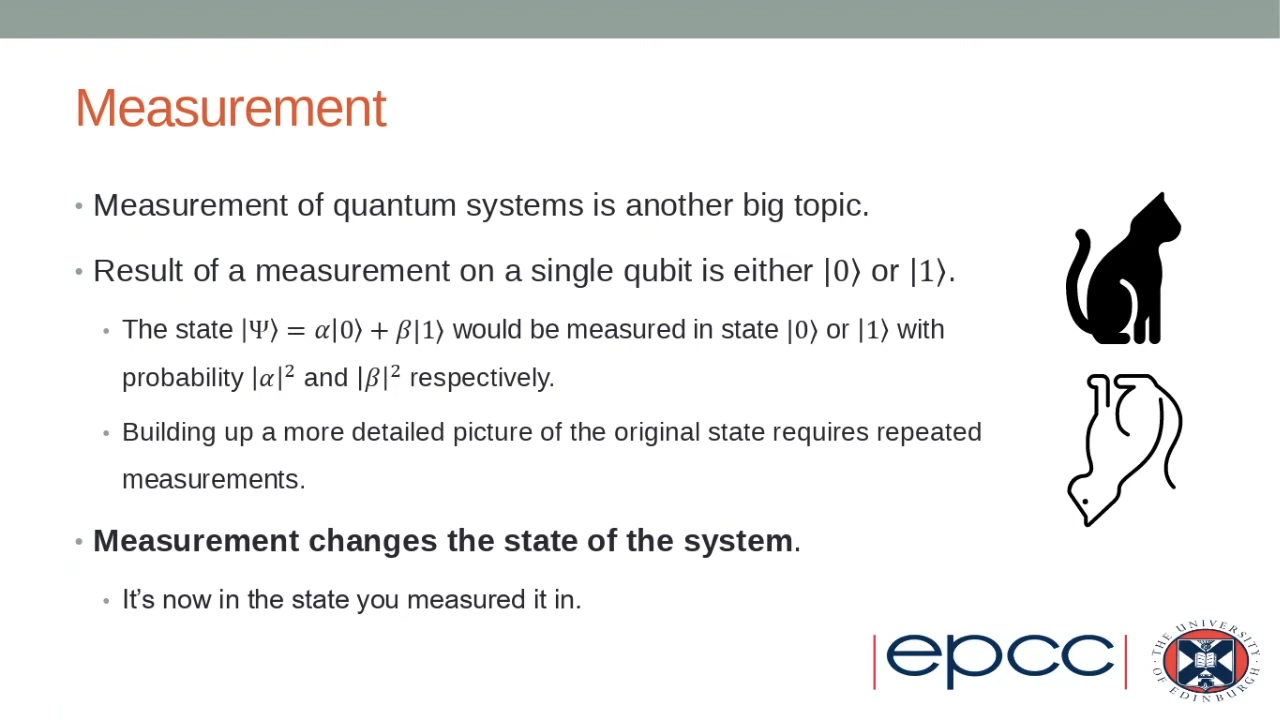 Measurement
• Measurement of quantum systems is another big topic.
• Result of a measurement on a single qubit is either |0⟩ or |1⟩.
• The state |Ψ⟩ = α|0⟩ + β|1⟩ would be measured in state |0⟩ or |1⟩ with
probability |α|² and |β|² respectively.
• Building up a more detailed picture of the original state requires repeated
measurements.
• Measurement changes the state of the system.
• It’s now in the state you measured it in.
epcc
THE UNIVERSITY
OF EDINBURGH